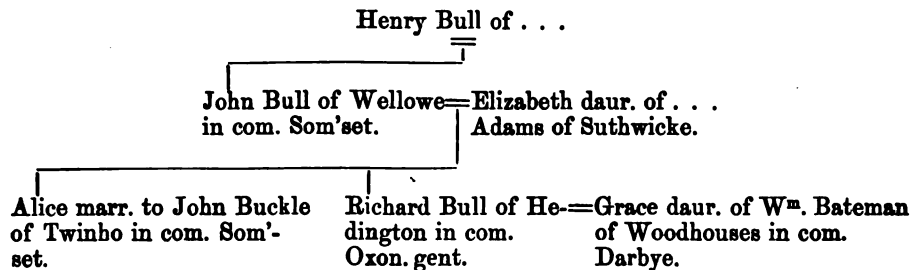 Henry Bull of . . .
John Bull of Wellowe=Elizabeth daur. of . . .
in com. Som'set.
Adams of Suthwicke.
Alice marr. to John Buckle
of Twinho in com. Som'-
set.
Richard Bull of He-=Grace daur. of Wm. Bateman
dington in com.
Oxon. gent.
of Woodhouses in com.
Darbye.